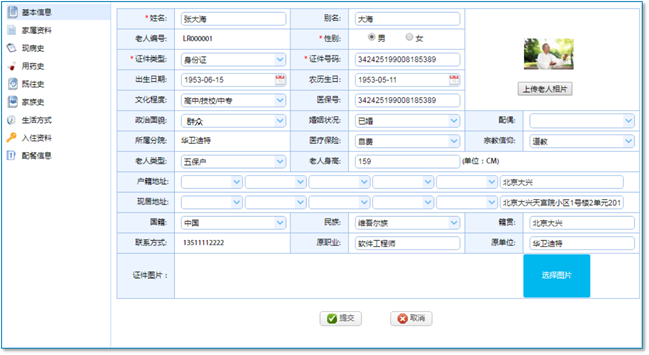 基本信息
家属资料
现病史
用药史
既往史
家族史
生活方式
入住资料
配餐信息
*姓名: 张大海 别名: 大海
老人编号: LR000001 *性别: 男 女
*证件类型: 身份证 *证件号码: 342425199008185389
上传老人相片
出生日期: 1953-06-15 农历生日: 1953-05-11
文化程度: 高中/技校/中专 医保号: 342425199008185389
政治面貌: 群众 婚姻状况: 已婚 配偶:
所属分院: 华卫迪特 医疗保险: 自费 宗教信仰: 道教
老人类型: 五保户 老人身高: 159 (单位:CM)
户籍地址: 北京大兴
现居地址: 北京大兴天宫院小区1号楼2单元201
国籍: 中国 民族: 维吾尔族 籍贯: 北京大兴
联系方式: 13511112222 原职业: 软件工程师 原单位: 华卫迪特
证件图片: 选择图片
提交 取消